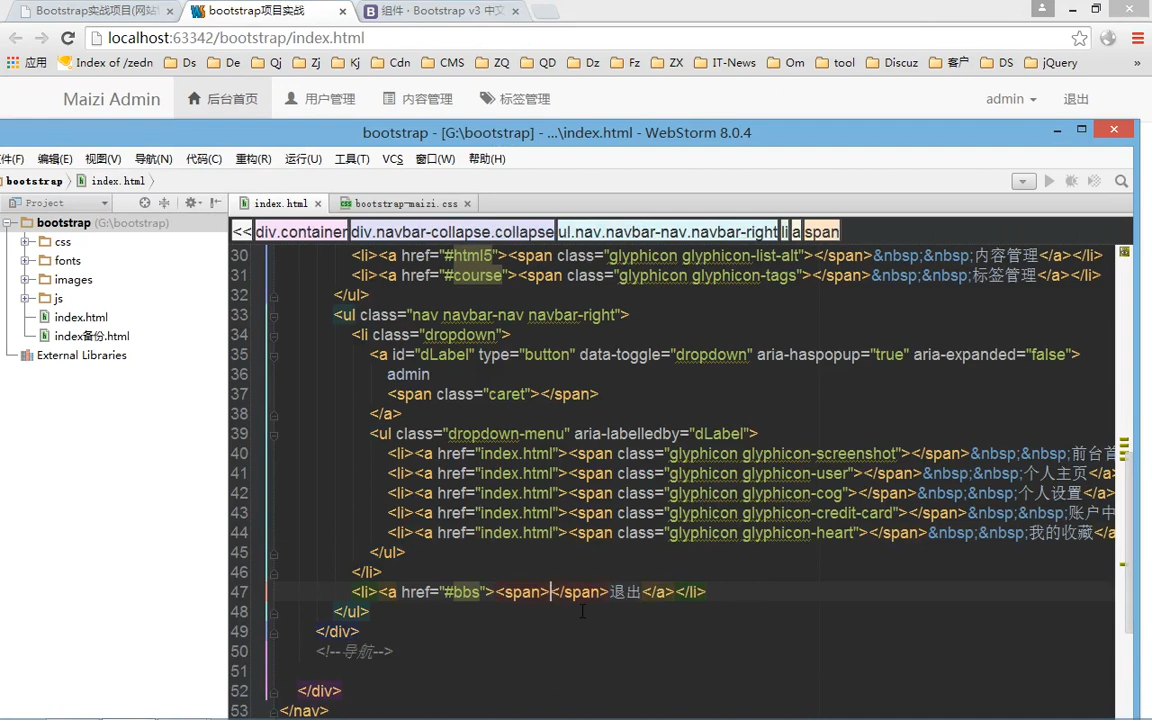 Bootstrap实战项目(网站 bootstrap项目实战 组件 · Bootstrap v3 中文
localhost:63342/bootstrap/index.html
应用 Index of /zedn Ds De Qj Zj Kj Cdn CMS ZQ QD Dz Fz ZX IT-News Om tool Discuz 客户 DS jQuery »
Maizi Admin 后台首页 用户管理 内容管理 标签管理 admin 退出
bootstrap - [G:\bootstrap] - ...\index.html - WebStorm 8.0.4
件(F) 编辑(E) 视图(V) 导航(N) 代码(C) 重构(R) 运行(U) 工具(T) VCS 窗口(W) 帮助(H)
bootstrap index.html
Project index.html bootstrap-maizi.css
bootstrap (G:\bootstrap)
css
fonts
images
js
index.html
index备份.html
External Libraries
<< div.container div.navbar-collapse.collapse ul.nav.navbar-nav.navbar-right li a span
30 <li><a href="#html5"><span class="glyphicon glyphicon-list-alt"></span>&nbsp;&nbsp;内容管理</a></li>
31 <li><a href="#course"><span class="glyphicon glyphicon-tags"></span>&nbsp;&nbsp;标签管理</a></li>
32 </ul>
33 <ul class="nav navbar-nav navbar-right">
34 <li class="dropdown">
35 <a id="dLabel" type="button" data-toggle="dropdown" aria-haspopup="true" aria-expanded="false">
36 admin
37 <span class="caret"></span>
38 </a>
39 <ul class="dropdown-menu" aria-labelledby="dLabel">
40 <li><a href="index.html"><span class="glyphicon glyphicon-screenshot"></span>&nbsp;&nbsp;前台首
41 <li><a href="index.html"><span class="glyphicon glyphicon-user"></span>&nbsp;&nbsp;个人主页</a
42 <li><a href="index.html"><span class="glyphicon glyphicon-cog"></span>&nbsp;&nbsp;个人设置</a
43 <li><a href="index.html"><span class="glyphicon glyphicon-credit-card"></span>&nbsp;&nbsp;账户中
44 <li><a href="index.html"><span class="glyphicon glyphicon-heart"></span>&nbsp;&nbsp;我的收藏</a
45 </ul>
46 </li>
47 <li><a href="#bbs"><span></span>退出</a></li>
48 </ul>
49 </div>
50 <!--导航-->
51
52 </div>
53 </nav>